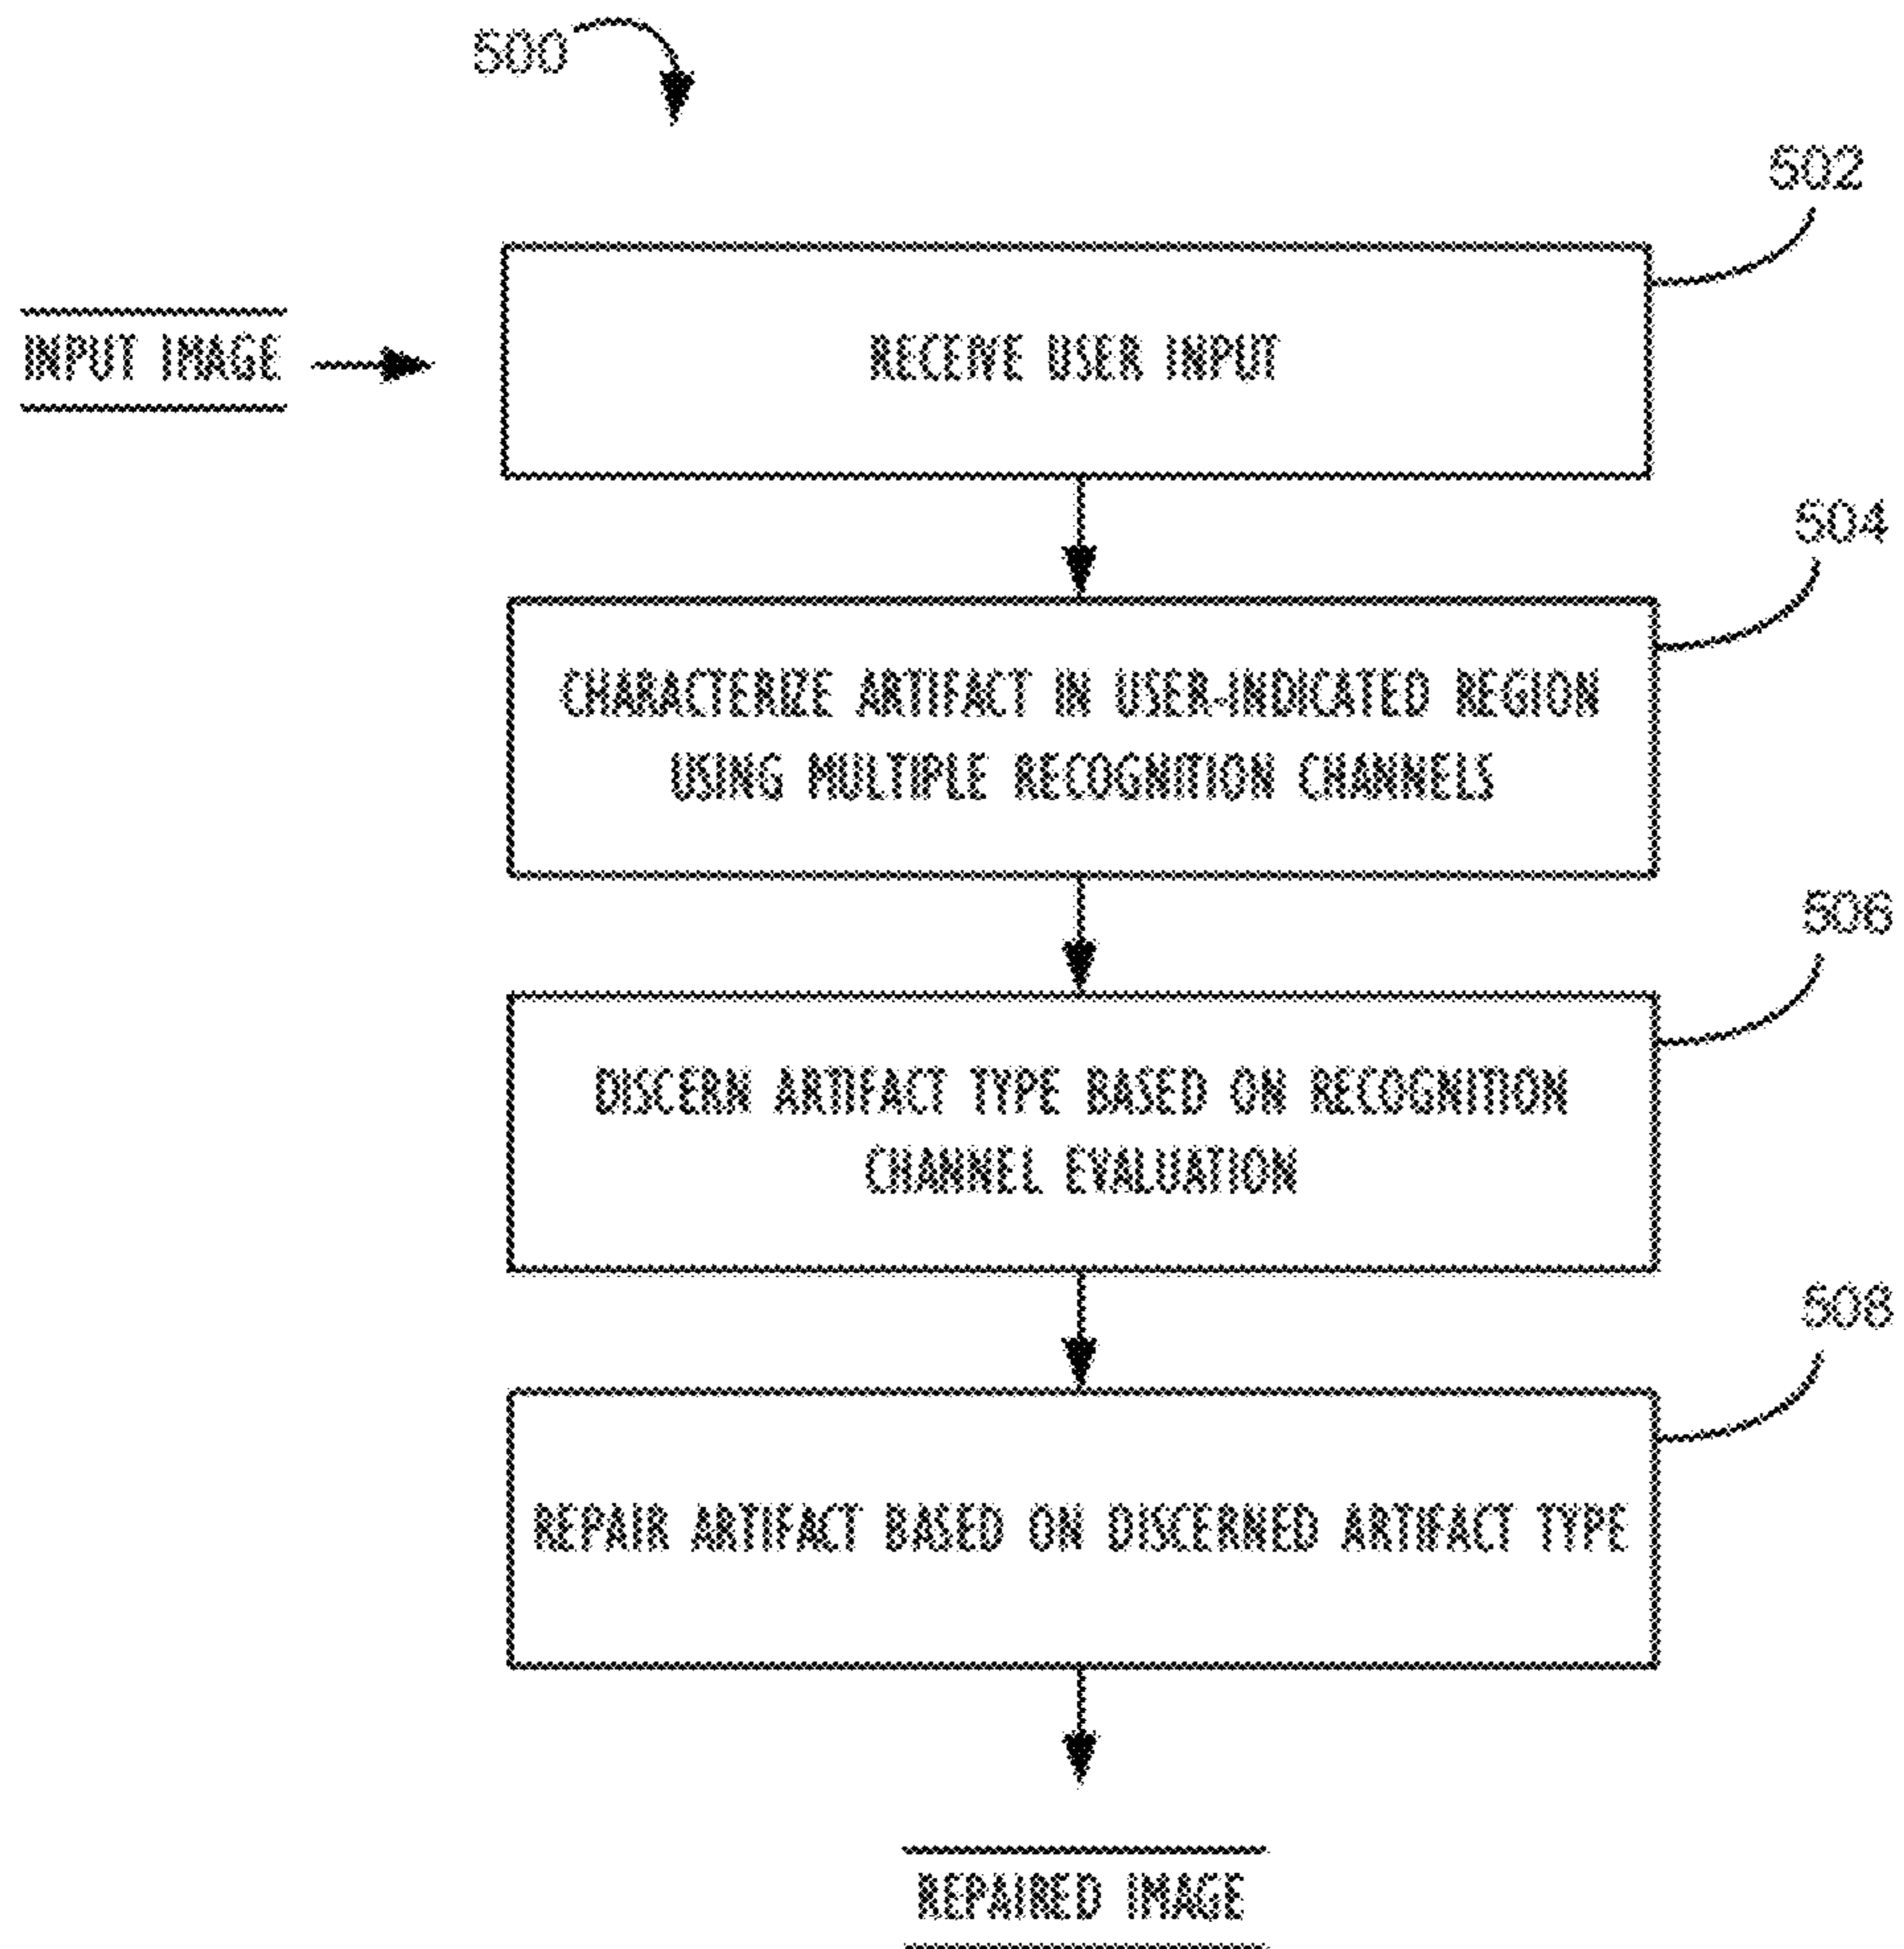 500
502
INPUT IMAGE
RECEIVE USER INPUT
504
CHARACTERIZE ARTIFACT IN USER-INDICATED REGION
USING MULTIPLE RECOGNITION CHANNELS
506
DISCERN ARTIFACT TYPE BASED ON RECOGNITION
CHANNEL EVALUATION
508
REPAIR ARTIFACT BASED ON DISCERNED ARTIFACT TYPE
REPAIRED IMAGE